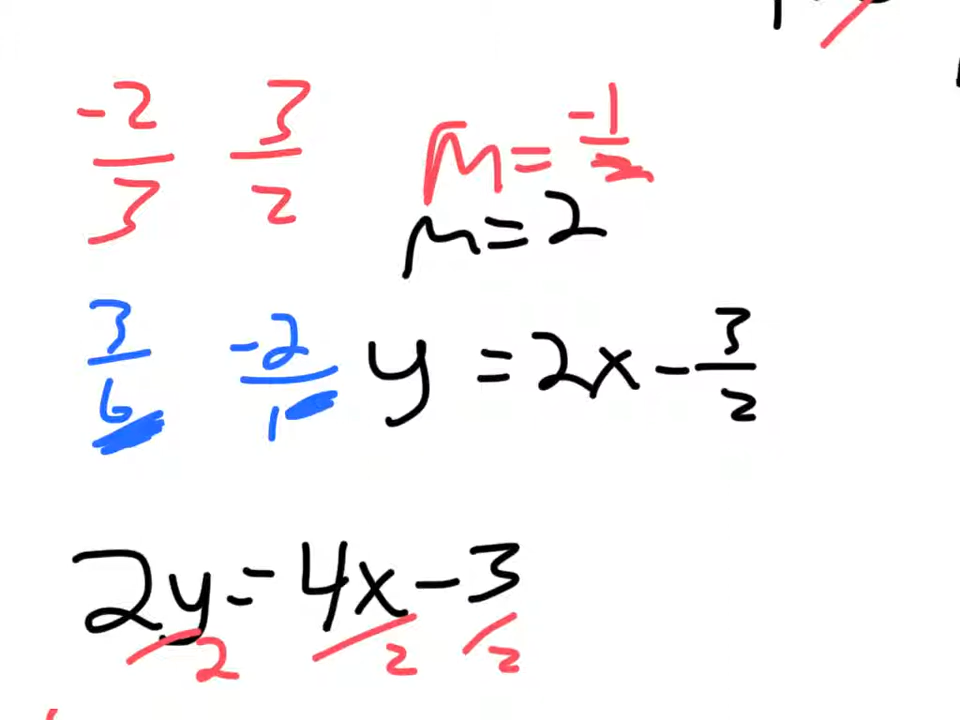 -2/3 3/2 m = -1/2
m = 2
3/6 -2/1 y = 2x - 3/2
2y = 4x - 3
/2 /2 /2